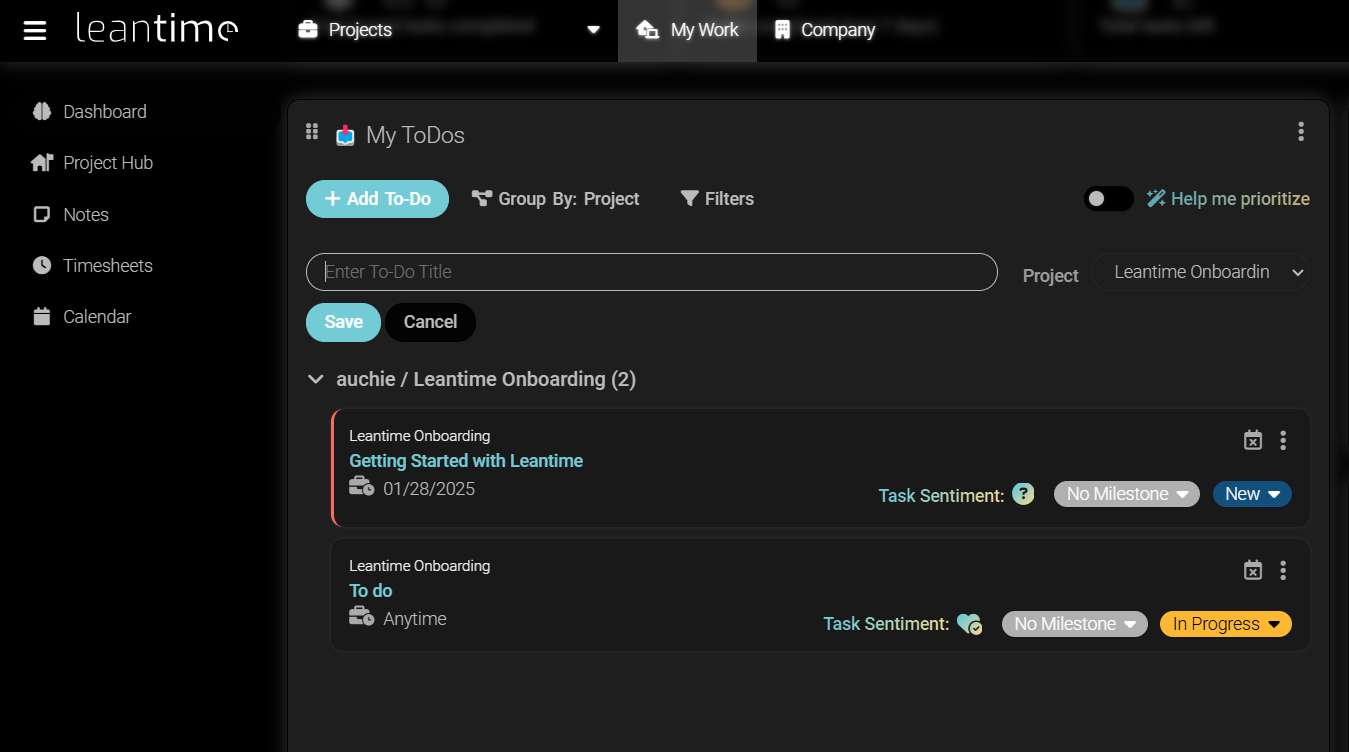 leantime
Projects
My Work
Company
Dashboard
Project Hub
Notes
Timesheets
Calendar
My ToDos
+ Add To-Do
Group By: Project
Filters
Help me prioritize
Enter To-Do Title
Project
Leantime Onboardin
Save
Cancel
auchie / Leantime Onboarding (2)
Leantime Onboarding
Getting Started with Leantime
01/28/2025
Task Sentiment: ?
No Milestone
New
Leantime Onboarding
To do
Anytime
Task Sentiment:
No Milestone
In Progress